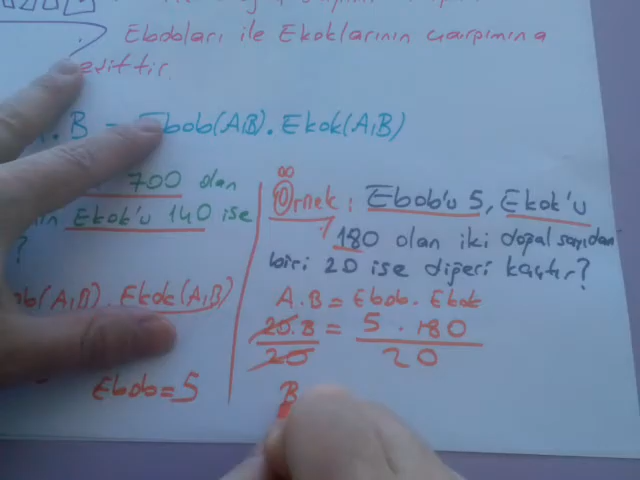 Ebobları ile Ekoklarının çarpımına
eşittir.
. B = Ebob(A,B). Ekok(A,B)
700 olan
Ekok'u 140 ise
?
Ekok(A,B)
Ebob = 5
Örnek: Ebob'u 5, Ekok'u
180 olan iki doğal sayıdan
biri 20 ise diğeri kaçtır?
A.B = Ebob. Ekok
20.B = 5 . 180
20 20
B